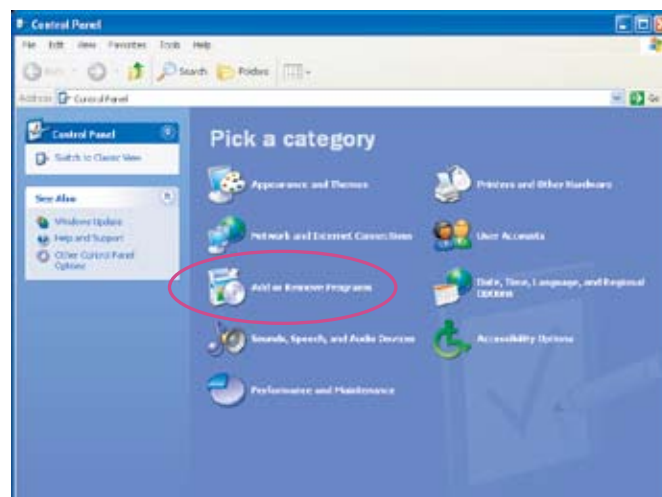 Control Panel
File Edit View Favorites Tools Help
Back Search Folders
Address Control Panel Go
Control Panel
Switch to Classic View
See Also
Windows Update
Help and Support
Other Control Panel
Options
Pick a category
Appearance and Themes
Printers and Other Hardware
Network and Internet Connections
User Accounts
Add or Remove Programs
Date, Time, Language, and Regional
Options
Sounds, Speech, and Audio Devices
Accessibility Options
Performance and Maintenance